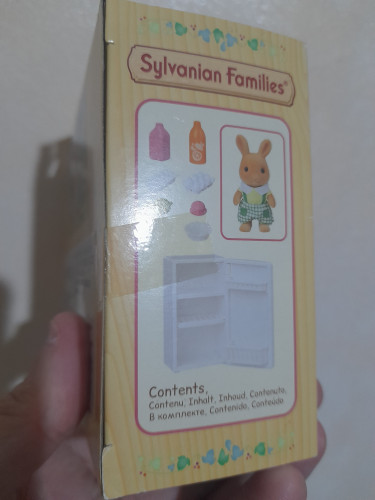 Sylvanian Families®
Contents,
Contenu, Inhalt, Inhoud, Contenuto,
В комплекте, Contenido, Conteúdo